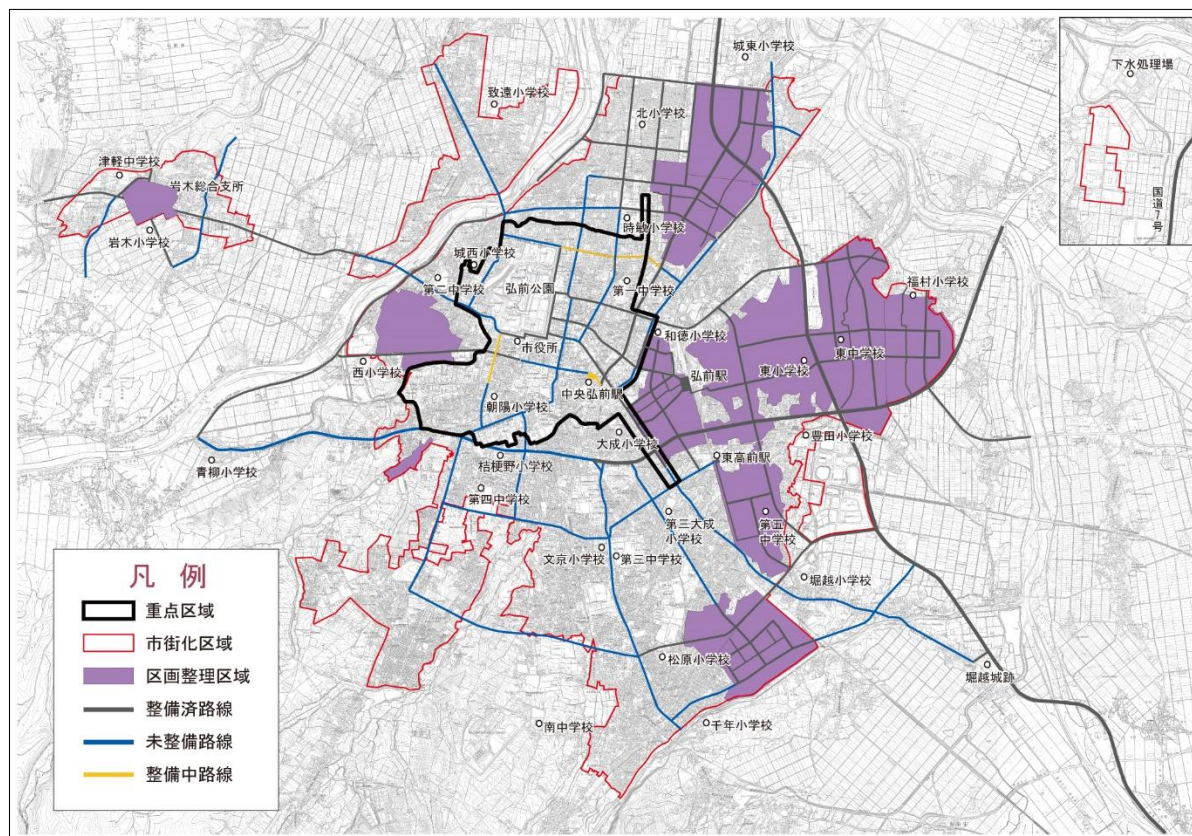 城東小学校
下水処理場
致遠小学校
北小学校
津軽中学校
岩木総合支所
国道7号
岩木小学校
時敏小学校
城西小学校
第二中学校
弘前公園
第一中学校
福村小学校
和徳小学校
市役所
東中学校
西小学校
東小学校
弘前駅
中央弘前駅
朝陽小学校
大成小学校
豊田小学校
青柳小学校
桔梗野小学校
東高前駅
第四中学校
第三大成
小学校
第五
中学校
文京小学校
第三中学校
堀越小学校
松原小学校
堀越城跡
南中学校
千年小学校
凡 例
重点区域
市街化区域
区画整理区域
整備済路線
未整備路線
整備中路線